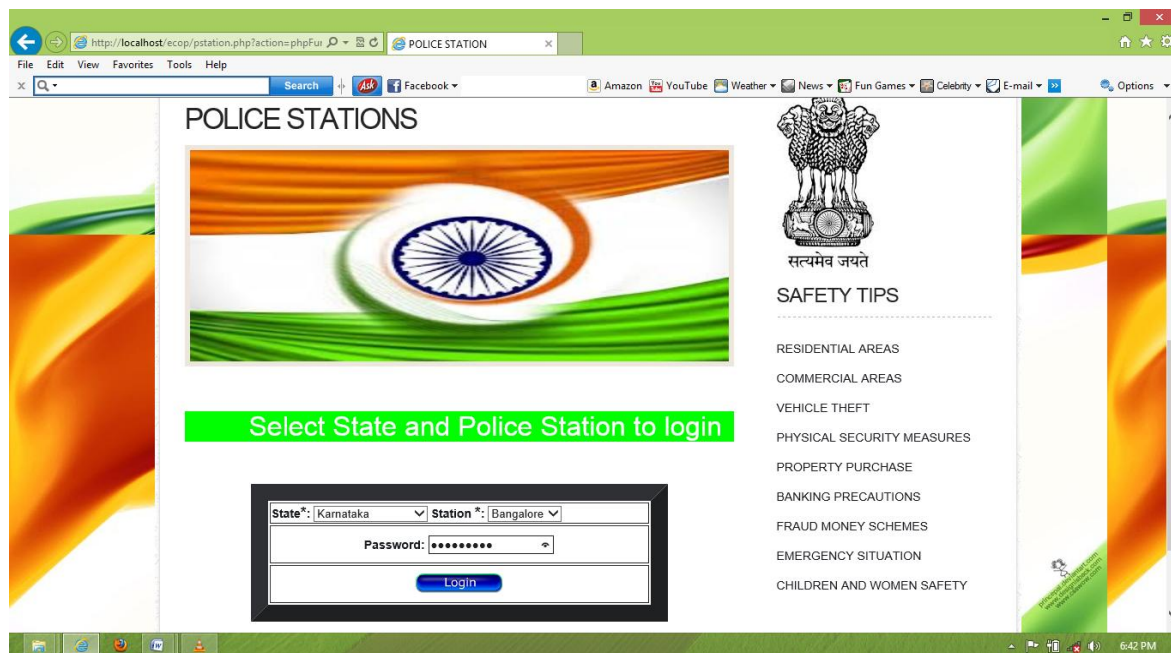 http://localhost/ecop/pstation.php?action=phpFu
POLICE STATION
File Edit View Favorites Tools Help
Search Ask Facebook Amazon YouTube Weather News Fun Games Celebrity E-mail Options
POLICE STATIONS
सत्यमेव जयते
SAFETY TIPS
RESIDENTIAL AREAS
COMMERCIAL AREAS
VEHICLE THEFT
Select State and Police Station to login
PHYSICAL SECURITY MEASURES
PROPERTY PURCHASE
BANKING PRECAUTIONS
State*: Karnataka Station *: Bangalore
FRAUD MONEY SCHEMES
Password: •••••••••
EMERGENCY SITUATION
Login
CHILDREN AND WOMEN SAFETY
6:42 PM